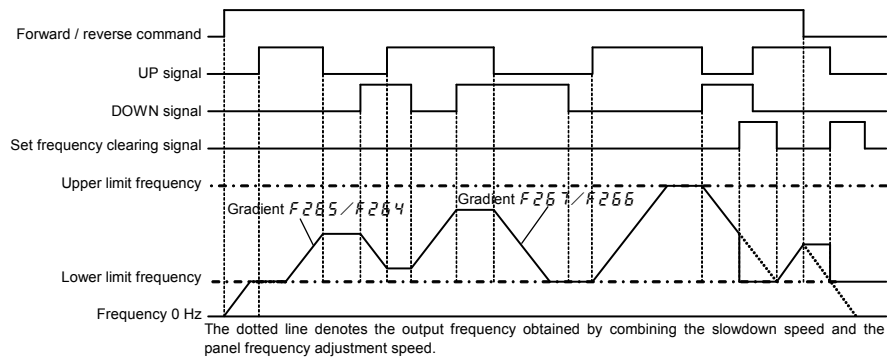 Forward / reverse command
UP signal
DOWN signal
Set frequency clearing signal
Upper limit frequency
Gradient F265/F264
Gradient F267/F266
Lower limit frequency
Frequency 0 Hz
The dotted line denotes the output frequency obtained by combining the slowdown speed and the
panel frequency adjustment speed.